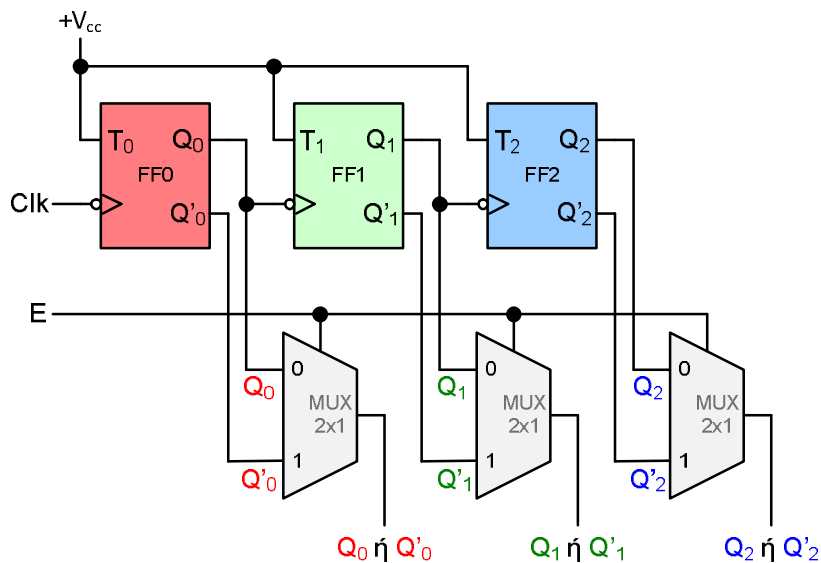 +Vcc
T0 Q0
FF0
Q'0
T1 Q1
FF1
Q'1
T2 Q2
FF2
Q'2
Clk
E
0
MUX
2x1
1
Q0
Q'0
0
MUX
2x1
1
Q1
Q'1
0
MUX
2x1
1
Q2
Q'2
Q0 ή Q'0
Q1 ή Q'1
Q2 ή Q'2